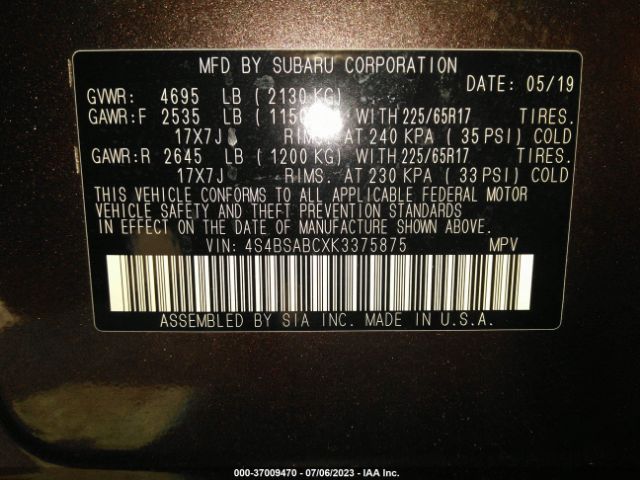 MFD BY SUBARU CORPORATION
DATE: 05/19
GVWR: 4695 LB ( 2130 KG)
GAWR:F 2535 LB ( 1150 WITH 225/65R17 TIRES.
17X7J RIMS. AT 240 KPA ( 35 PSI) COLD
GAWR:R 2645 LB ( 1200 KG) WITH 225/65R17 TIRES.
17X7J RIMS. AT 230 KPA ( 33 PSI) COLD
THIS VEHICLE CONFORMS TO ALL APPLICABLE FEDERAL MOTOR
VEHICLE SAFETY AND THEFT PREVENTION STANDARDS
IN EFFECT ON THE DATE OF MANUFACTURE SHOWN ABOVE.
VIN: 4S4BSABCXK3375875 MPV
ASSEMBLED BY SIA INC. MADE IN U.S.A.
000-37009470 - 07/06/2023 - IAA Inc.